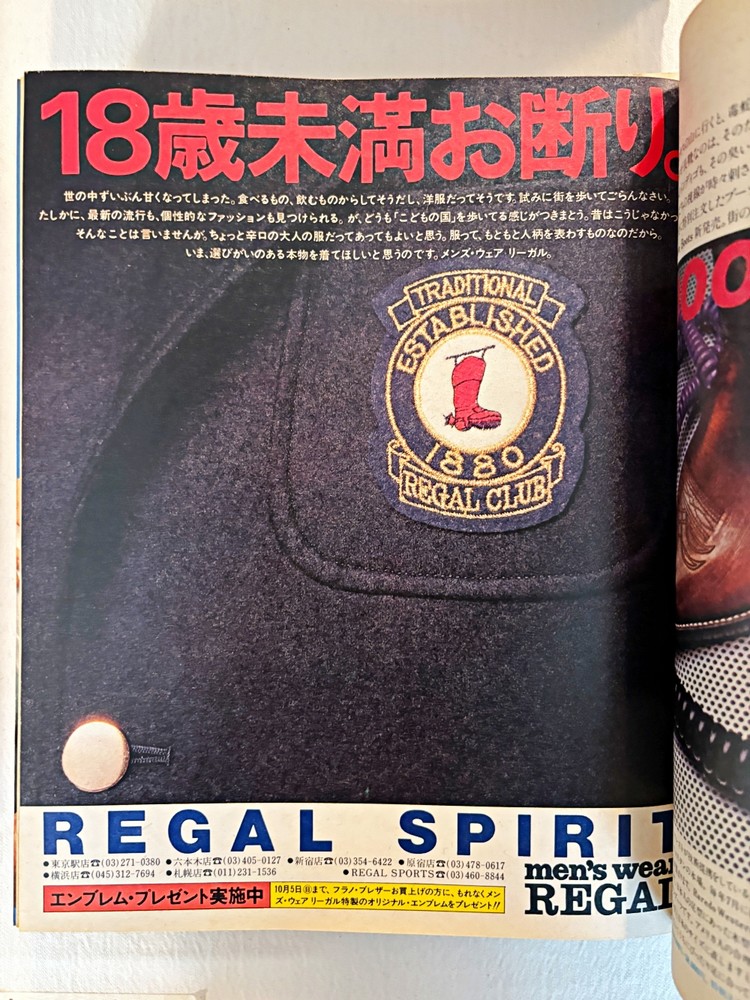 18歳未満お断り。
世の中ずいぶん甘くなってしまった。食べるもの、飲むものからしてそうだし、洋服だってそうです。試みに街を歩いてごらんなさい。
たしかに、最新の流行も、個性的なファッションも見つけられる。が、どうも「こどもの国」を歩いてる感じがつきまとう。昔はこうじゃなかっ
そんなことは言いませんが、ちょっと辛口の大人の服だってあってもよいと思う。服って、もともと人柄を表わすものなのだから。
いま、選びがいのある本物を着てほしいと思うのです。メンズ・ウェア リーガル。
TRADITIONAL
ESTABLISHED
1880
REGAL CLUB
REGAL SPIRIT
●東京駅店☎(03)271-0380 ●六本木店☎(03)405-0127 ●新宿店☎(03)354-6422 ●原宿店☎(03)478-0617
●横浜店☎(045)312-7694 ●札幌店☎(011)231-1536 ●REGAL SPORTS☎(03)460-8844
men's wear
REGAL
エンブレム・プレゼント実施中
10月5日(日)まで、フラノ・ブレザーお買上げの方に、もれなくメン
ズ・ウェア リーガル特製のオリジナル・エンブレムをプレゼント!!